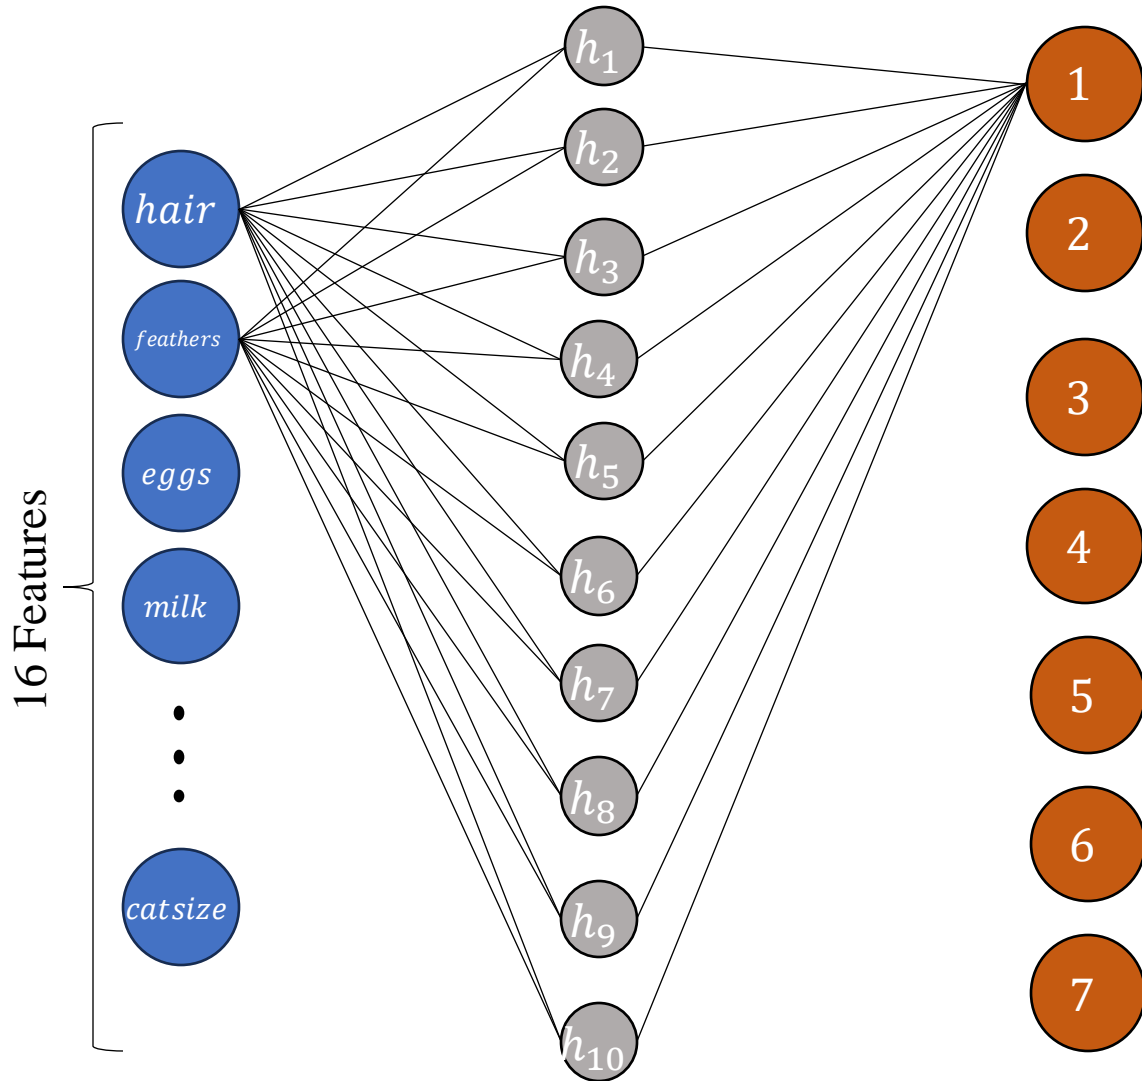 16 Features
hair
feathers
eggs
milk
catsize
h₁
h₂
h₃
h₄
h₅
h₆
h₇
h₈
h₉
h₁₀
1
2
3
4
5
6
7